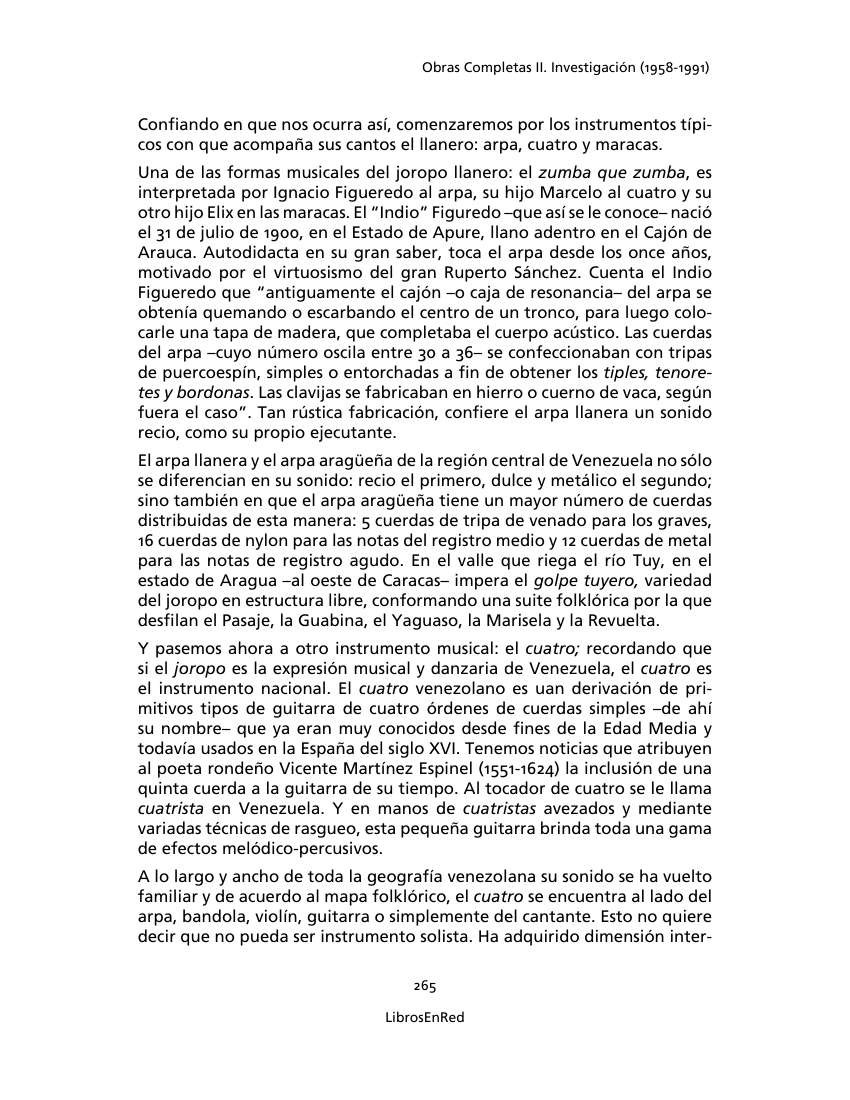 Obras Completas II. Investigación (1958-1991)
Confiando en que nos ocurra así, comenzaremos por los instrumentos típi-
cos con que acompaña sus cantos el llanero: arpa, cuatro y maracas.
Una de las formas musicales del joropo llanero: el zumba que zumba, es
interpretada por Ignacio Figueredo al arpa, su hijo Marcelo al cuatro y su
otro hijo Elix en las maracas. El “Indio” Figuredo –que así se le conoce– nació
el 31 de julio de 1900, en el Estado de Apure, llano adentro en el Cajón de
Arauca. Autodidacta en su gran saber, toca el arpa desde los once años,
motivado por el virtuosismo del gran Ruperto Sánchez. Cuenta el Indio
Figueredo que “antiguamente el cajón –o caja de resonancia– del arpa se
obtenía quemando o escarbando el centro de un tronco, para luego colo-
carle una tapa de madera, que completaba el cuerpo acústico. Las cuerdas
del arpa –cuyo número oscila entre 30 a 36– se confeccionaban con tripas
de puercoespín, simples o entorchadas a fin de obtener los tiples, tenore-
tes y bordonas. Las clavijas se fabricaban en hierro o cuerno de vaca, según
fuera el caso”. Tan rústica fabricación, confiere el arpa llanera un sonido
recio, como su propio ejecutante.
El arpa llanera y el arpa aragüeña de la región central de Venezuela no sólo
se diferencian en su sonido: recio el primero, dulce y metálico el segundo;
sino también en que el arpa aragüeña tiene un mayor número de cuerdas
distribuidas de esta manera: 5 cuerdas de tripa de venado para los graves,
16 cuerdas de nylon para las notas del registro medio y 12 cuerdas de metal
para las notas de registro agudo. En el valle que riega el río Tuy, en el
estado de Aragua –al oeste de Caracas– impera el golpe tuyero, variedad
del joropo en estructura libre, conformando una suite folklórica por la que
desfilan el Pasaje, la Guabina, el Yaguaso, la Marisela y la Revuelta.
Y pasemos ahora a otro instrumento musical: el cuatro; recordando que
si el joropo es la expresión musical y danzaria de Venezuela, el cuatro es
el instrumento nacional. El cuatro venezolano es uan derivación de pri-
mitivos tipos de guitarra de cuatro órdenes de cuerdas simples –de ahí
su nombre– que ya eran muy conocidos desde fines de la Edad Media y
todavía usados en la España del siglo XVI. Tenemos noticias que atribuyen
al poeta rondeño Vicente Martínez Espinel (1551-1624) la inclusión de una
quinta cuerda a la guitarra de su tiempo. Al tocador de cuatro se le llama
cuatrista en Venezuela. Y en manos de cuatristas avezados y mediante
variadas técnicas de rasgueo, esta pequeña guitarra brinda toda una gama
de efectos melódico-percusivos.
A lo largo y ancho de toda la geografía venezolana su sonido se ha vuelto
familiar y de acuerdo al mapa folklórico, el cuatro se encuentra al lado del
arpa, bandola, violín, guitarra o simplemente del cantante. Esto no quiere
decir que no pueda ser instrumento solista. Ha adquirido dimensión inter-
265
LibrosEnRed